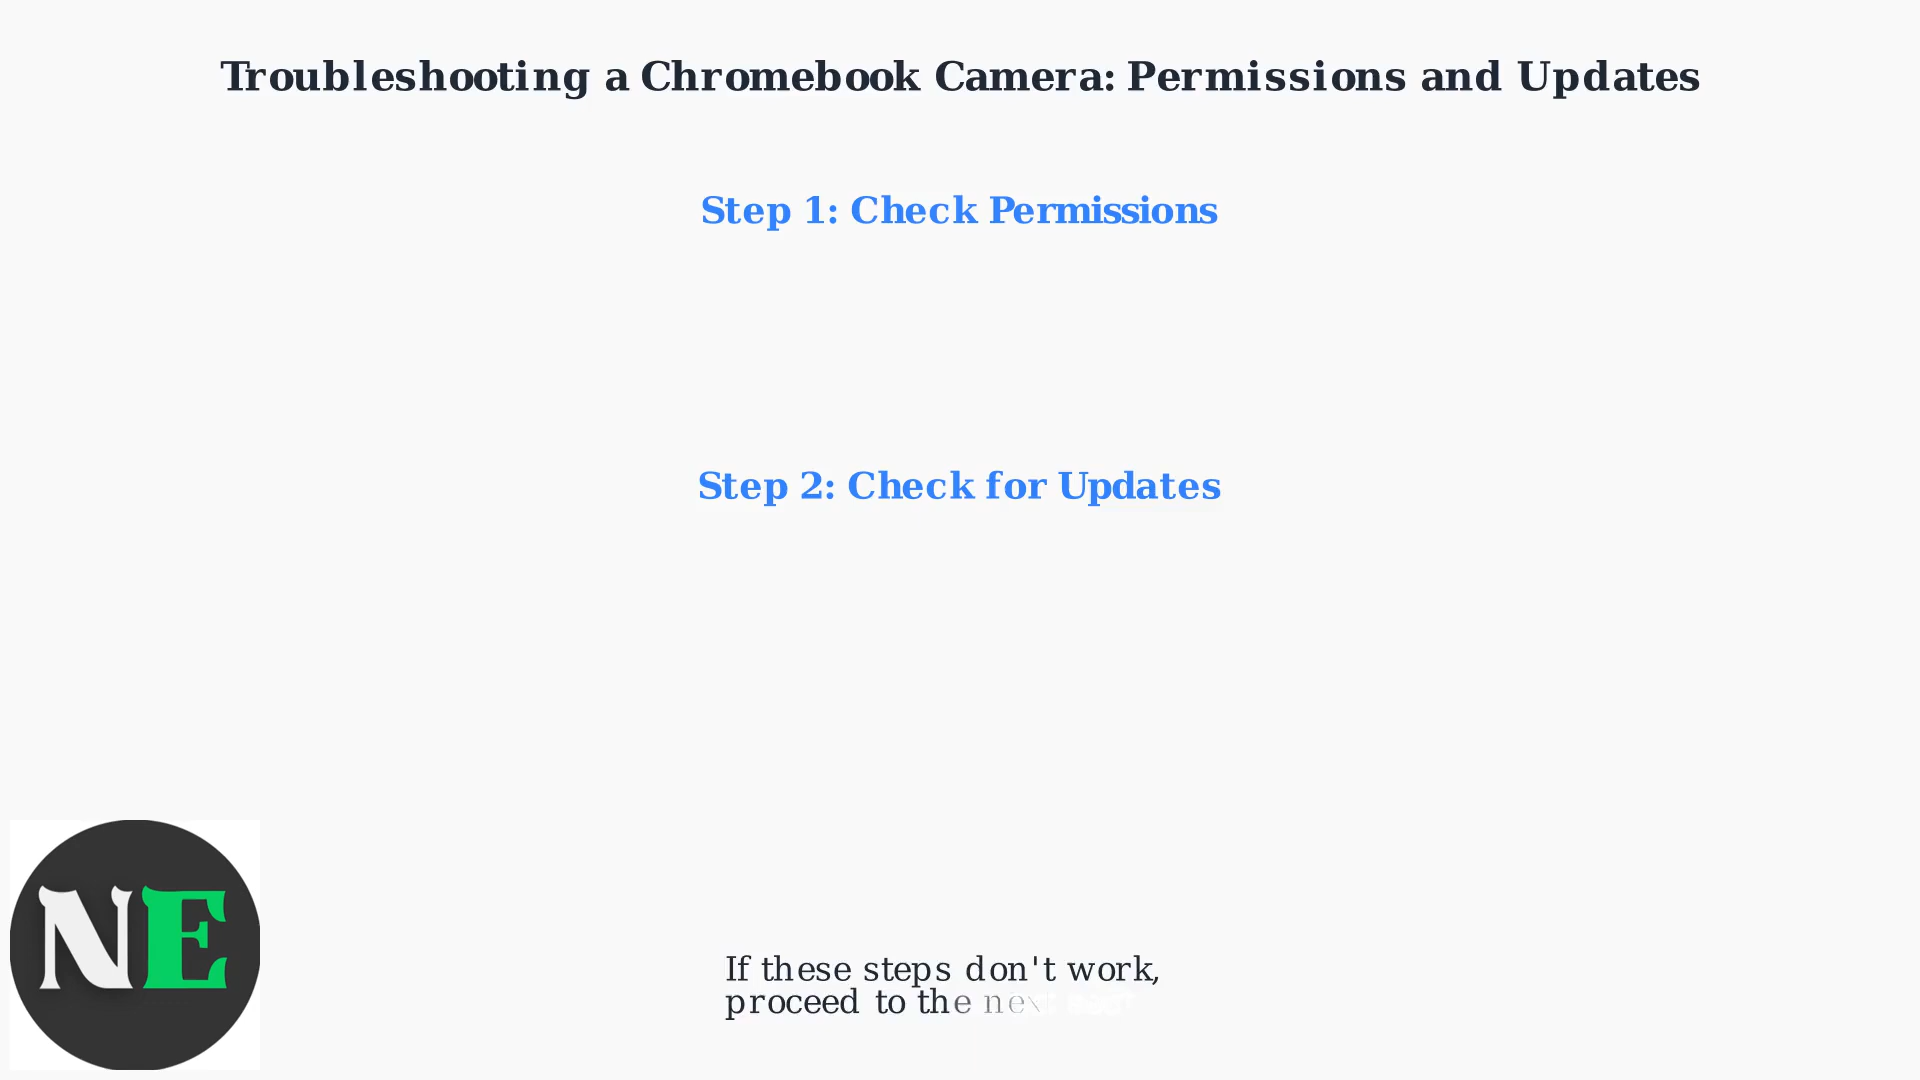 Troubleshooting a Chromebook Camera: Permissions and Updates
Step 1: Check Permissions
Step 2: Check for Updates
If these steps don't work,
proceed to the
NE